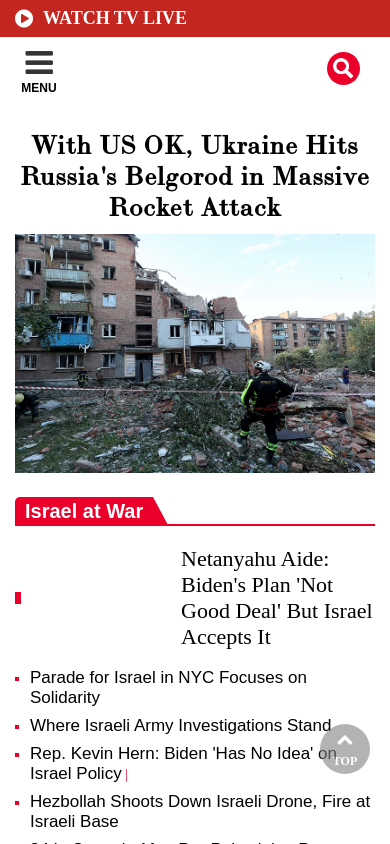 WATCH TV LIVE
MENU
With US OK, Ukraine Hits
Russia's Belgorod in Massive
Rocket Attack
Israel at War
Netanyahu Aide:
Biden's Plan 'Not
Good Deal' But Israel
Accepts It
Parade for Israel in NYC Focuses on
Solidarity
Where Israeli Army Investigations Stand
Rep. Kevin Hern: Biden 'Has No Idea' on
Israel Policy |
TOP
Hezbollah Shoots Down Israeli Drone, Fire at
Israeli Base